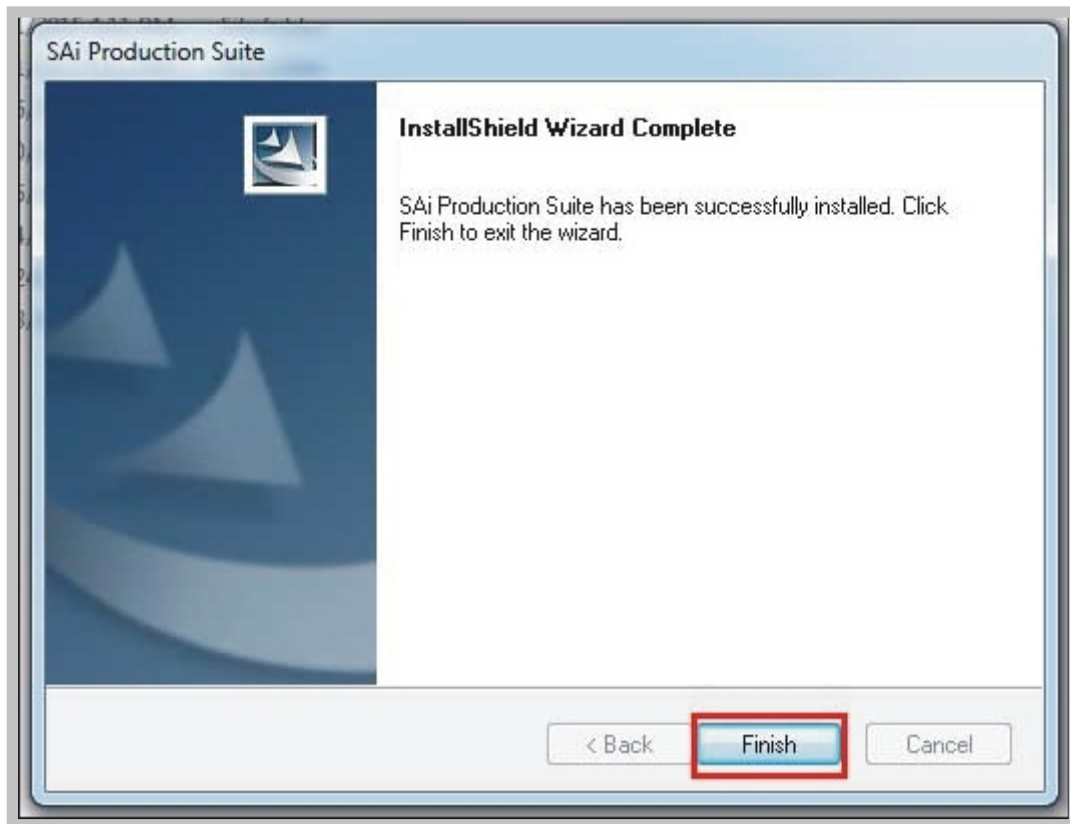 SAi Production Suite
InstallShield Wizard Complete
SAi Production Suite has been successfully installed. Click
Finish to exit the wizard.
< Back
Finish
Cancel